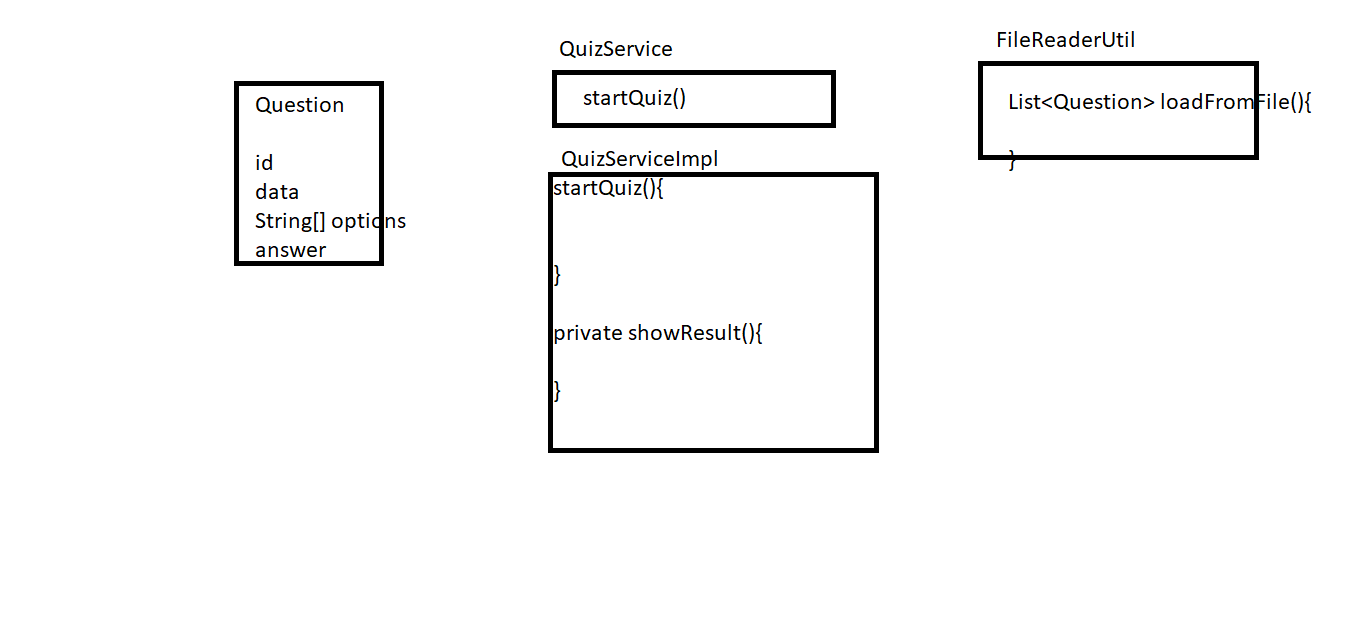 Question
id
data
String[] options
answer
QuizService
startQuiz()
QuizServiceImpl
startQuiz(){
}
private showResult(){
}
FileReaderUtil
List<Question> loadFromFile(){
}